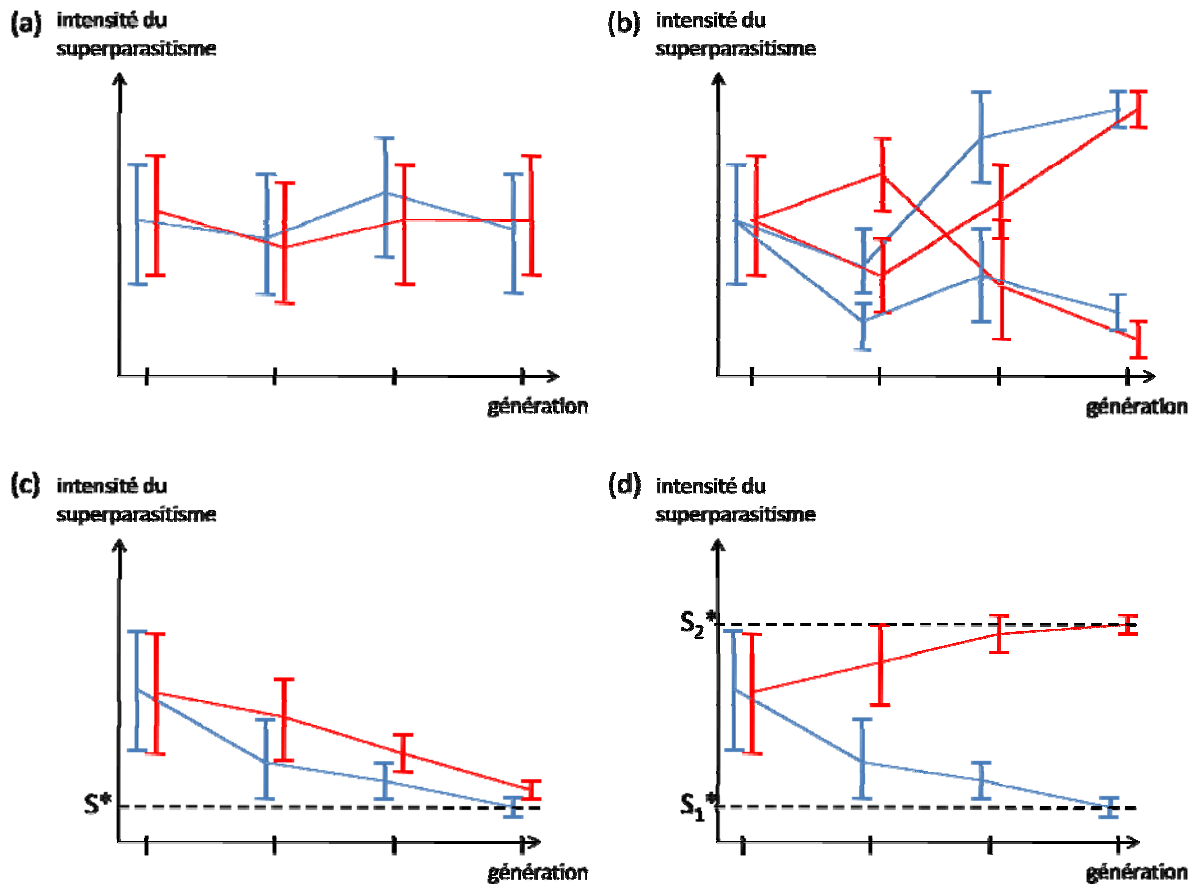 (a) intensité du
superparasitisme
génération
(b) intensité du
superparasitisme
génération
(c) intensité du
superparasitisme
S*
génération
(d) intensité du
superparasitisme
S2*
S1*
génération